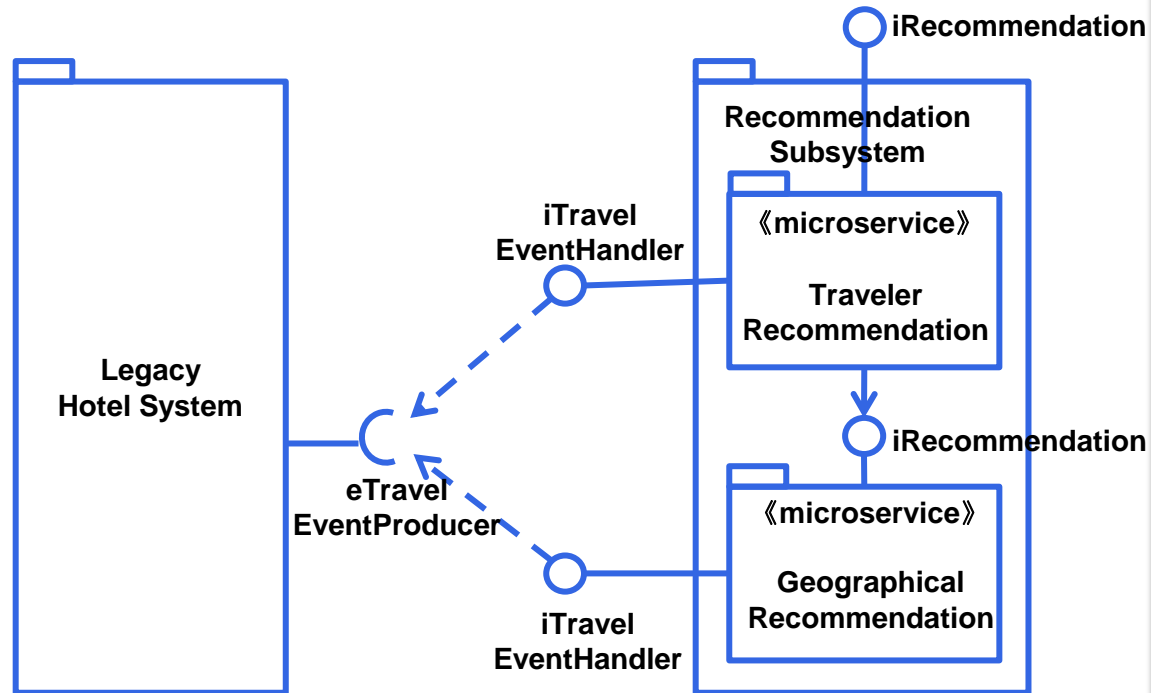 iRecommendation
Recommendation
Subsystem
《microservice》
Traveler
Recommendation
iTravel
EventHandler
Legacy
Hotel System
iRecommendation
eTravel
EventProducer
《microservice》
Geographical
Recommendation
iTravel
EventHandler